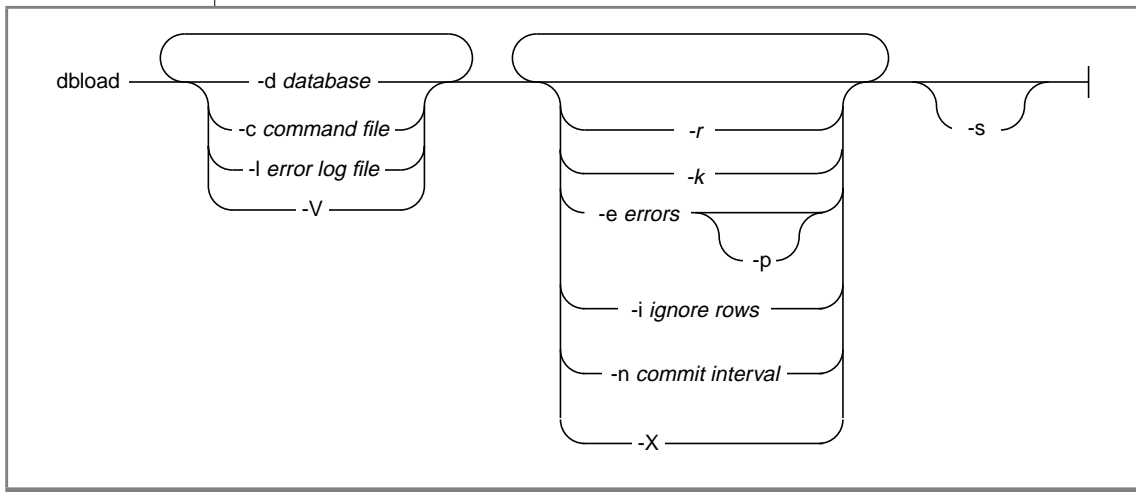 dbload
-d database
-c command file
-l error log file
-V
-r
-k
-e errors
-p
-i ignore rows
-n commit interval
-X
-s